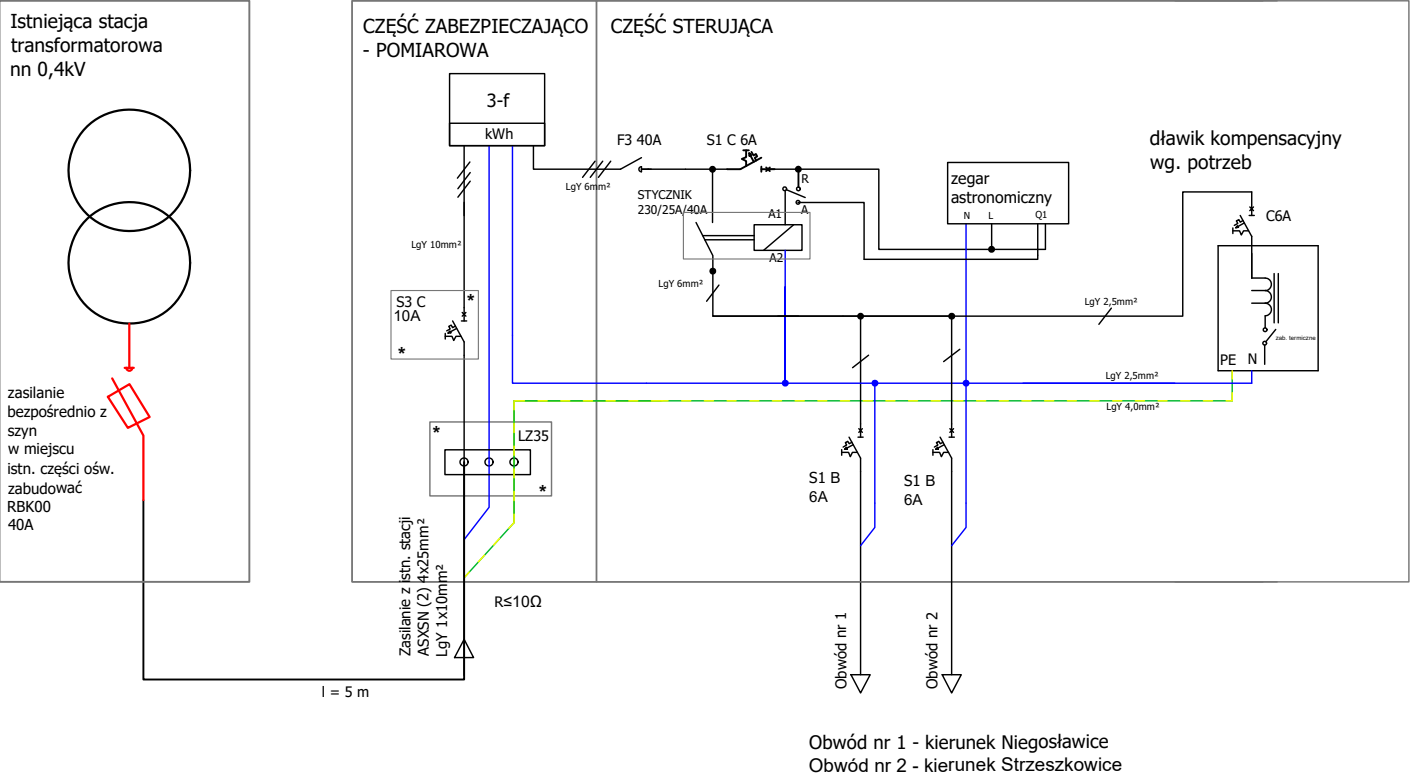 Istniejąca stacja
transformatorowa
nn 0,4kV
zasilanie
bezpośrednio z
szyn
w miejscu
istn. części ośw.
zabudować
RBK00
40A
l = 5 m
CZĘŚĆ ZABEZPIECZAJĄCO
- POMIAROWA
3-f
kWh
LgY 10mm²
S3 C
10A
*
*
*
LZ35
*
Zasilanie z istn. stacji
ASXSN (2) 4x25mm²
LgY 1x10mm²
R≤10Ω
CZĘŚĆ STERUJĄCA
F3 40A
LgY 6mm²
S1 C 6A
STYCZNIK
230/25A/40A
R
A
A1
A2
LgY 6mm²
zegar
astronomiczny
N L Q1
dławik kompensacyjny
wg. potrzeb
C6A
LgY 2,5mm²
zab. termiczne
PE N
LgY 2,5mm²
LgY 4,0mm²
S1 B
6A
S1 B
6A
Obwód nr 1
Obwód nr 2
Obwód nr 1 - kierunek Niegosławice
Obwód nr 2 - kierunek Strzeszkowice